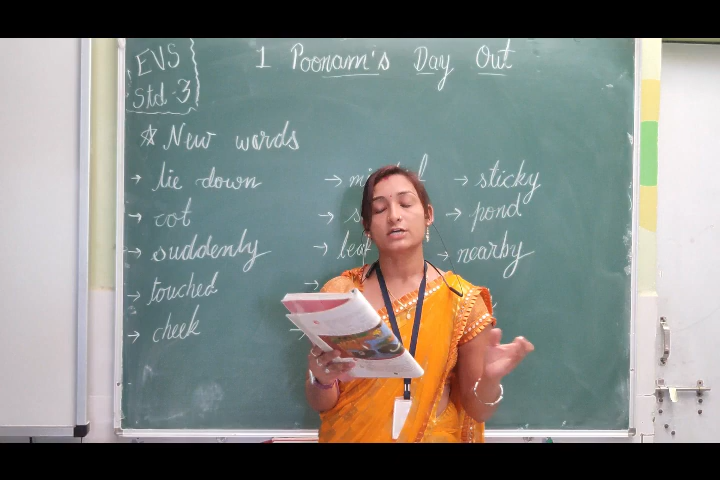 EVS
Std-3
1 Poonam's Day Out
☆ New words
→ lie down
→ cot
→ suddenly
→ touched
→ cheek
→
→
→ leaf
→
→
→ sticky
→ pond
→ nearby